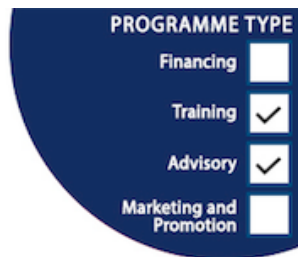 PROGRAMME TYPE
Financing
Training
Advisory
Marketing and
Promotion